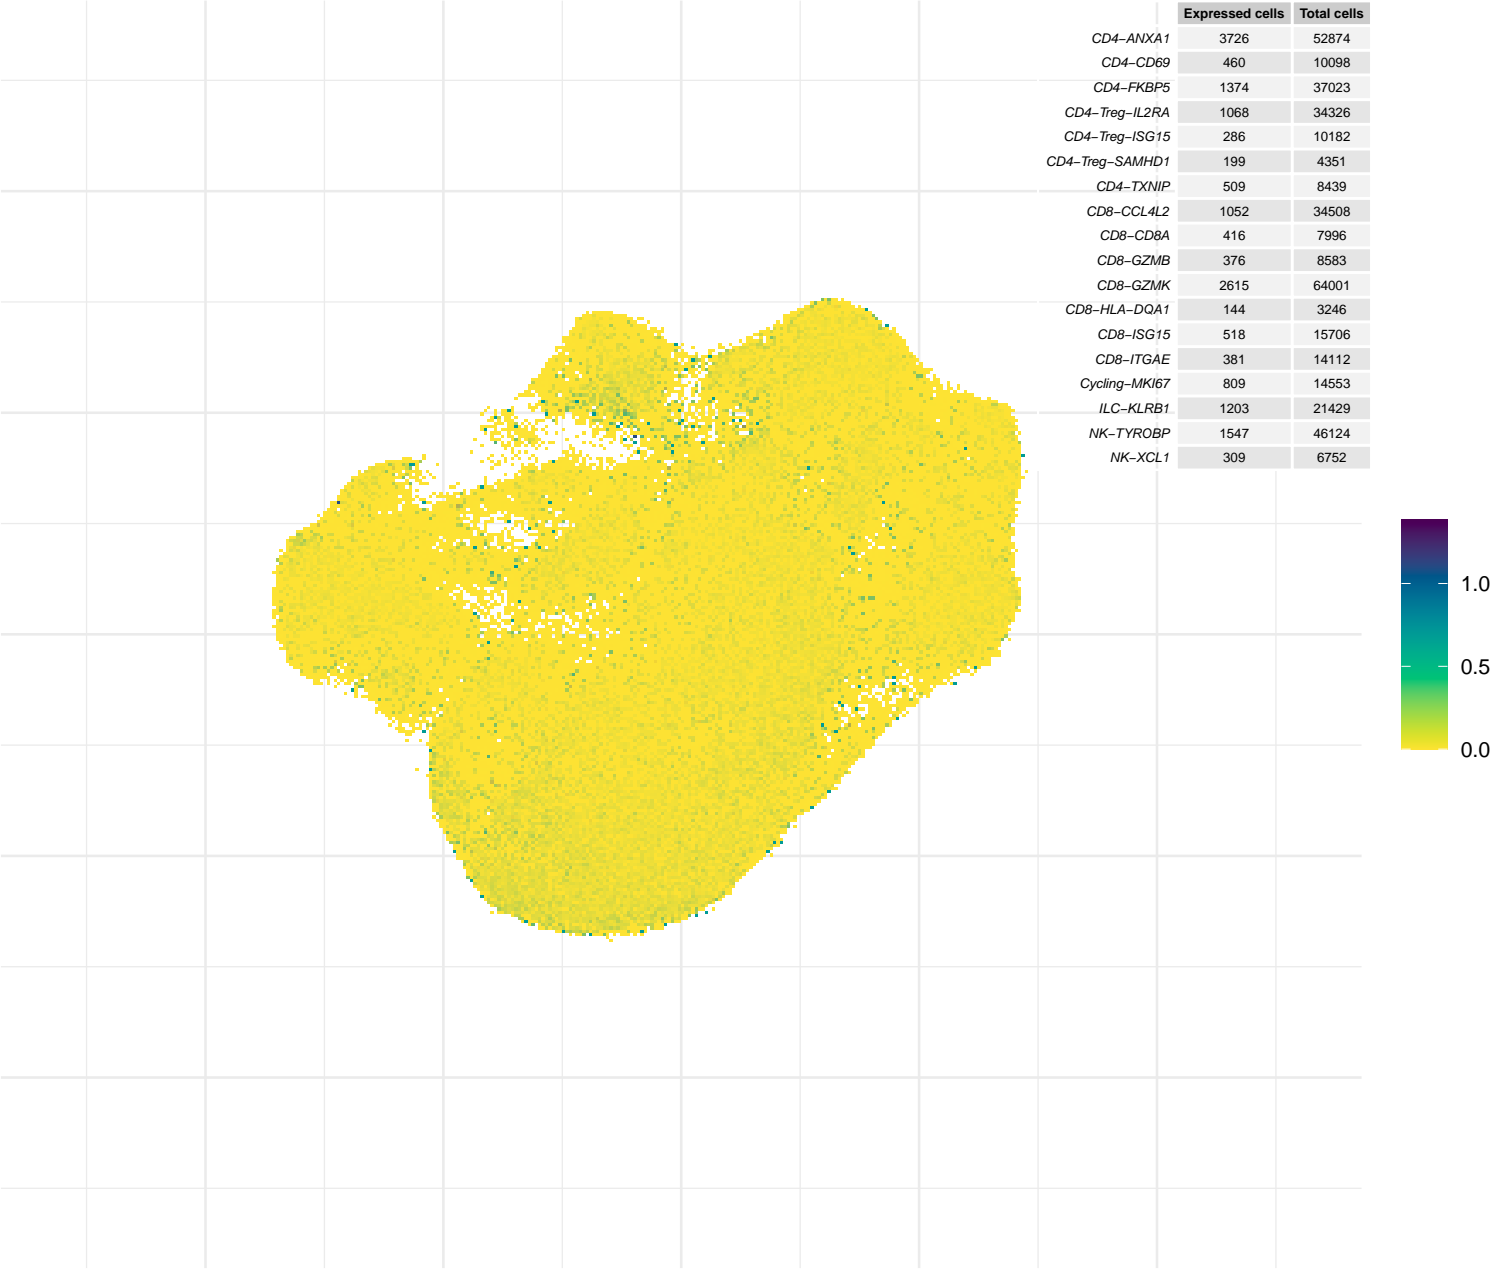 Expressed cells Total cells
CD4−ANXA1 3726 52874
CD4−CD69 460 10098
CD4−FKBP5 1374 37023
CD4−Treg−IL2RA 1068 34326
CD4−Treg−ISG15 286 10182
CD4−Treg−SAMHD1 199 4351
CD4−TXNIP 509 8439
CD8−CCL4L2 1052 34508
CD8−CD8A 416 7996
CD8−GZMB 376 8583
CD8−GZMK 2615 64001
CD8−HLA−DQA1 144 3246
CD8−ISG15 518 15706
CD8−ITGAE 381 14112
Cycling−MKI67 809 14553
ILC−KLRB1 1203 21429
NK−TYROBP 1547 46124
NK−XCL1 309 6752
1.0
0.5
0.0